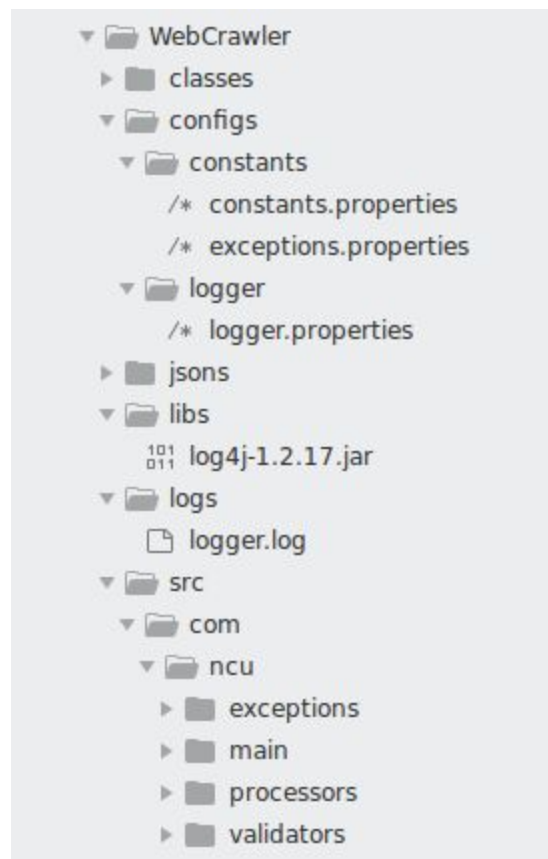 WebCrawler
classes
configs
constants
/* constants.properties
/* exceptions.properties
logger
/* logger.properties
jsons
libs
101 011 log4j-1.2.17.jar
logs
logger.log
src
com
ncu
exceptions
main
processors
validators